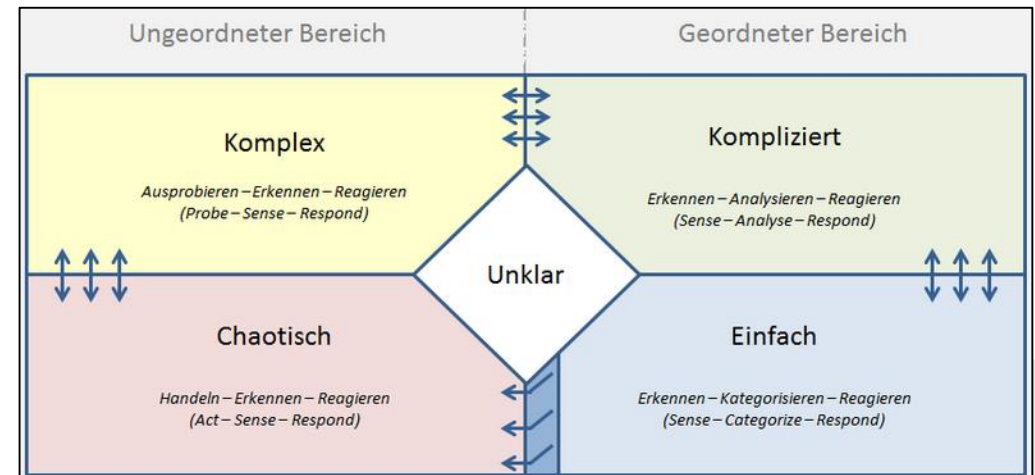 Ungeordneter Bereich
Geordneter Bereich
Komplex
Ausprobieren – Erkennen – Reagieren
(Probe – Sense – Respond)
Kompliziert
Erkennen – Analysieren – Reagieren
(Sense – Analyse – Respond)
Unklar
Chaotisch
Handeln – Erkennen – Reagieren
(Act – Sense – Respond)
Einfach
Erkennen – Kategorisieren – Reagieren
(Sense – Categorize – Respond)